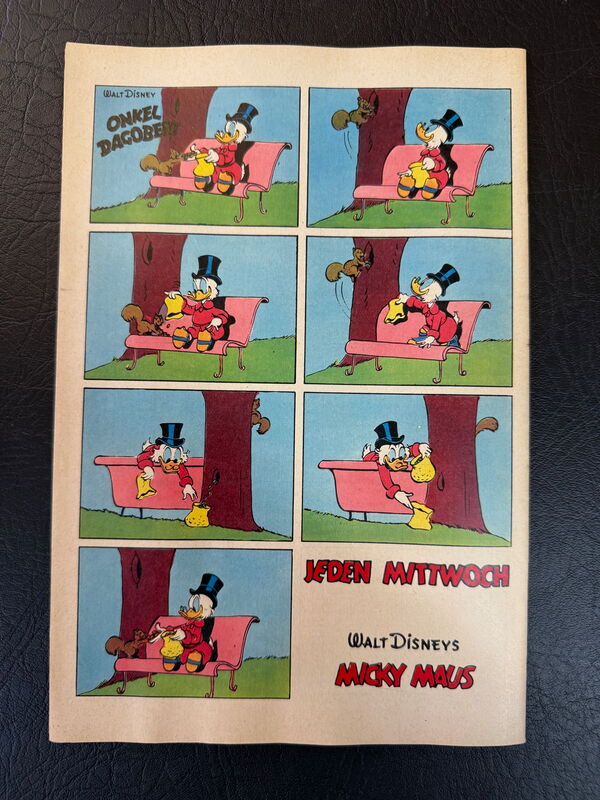 WALT DISNEY
ONKEL
DAGOBERT
JEDEN MITTWOCH
WALT DISNEYS
MICKY MAUS